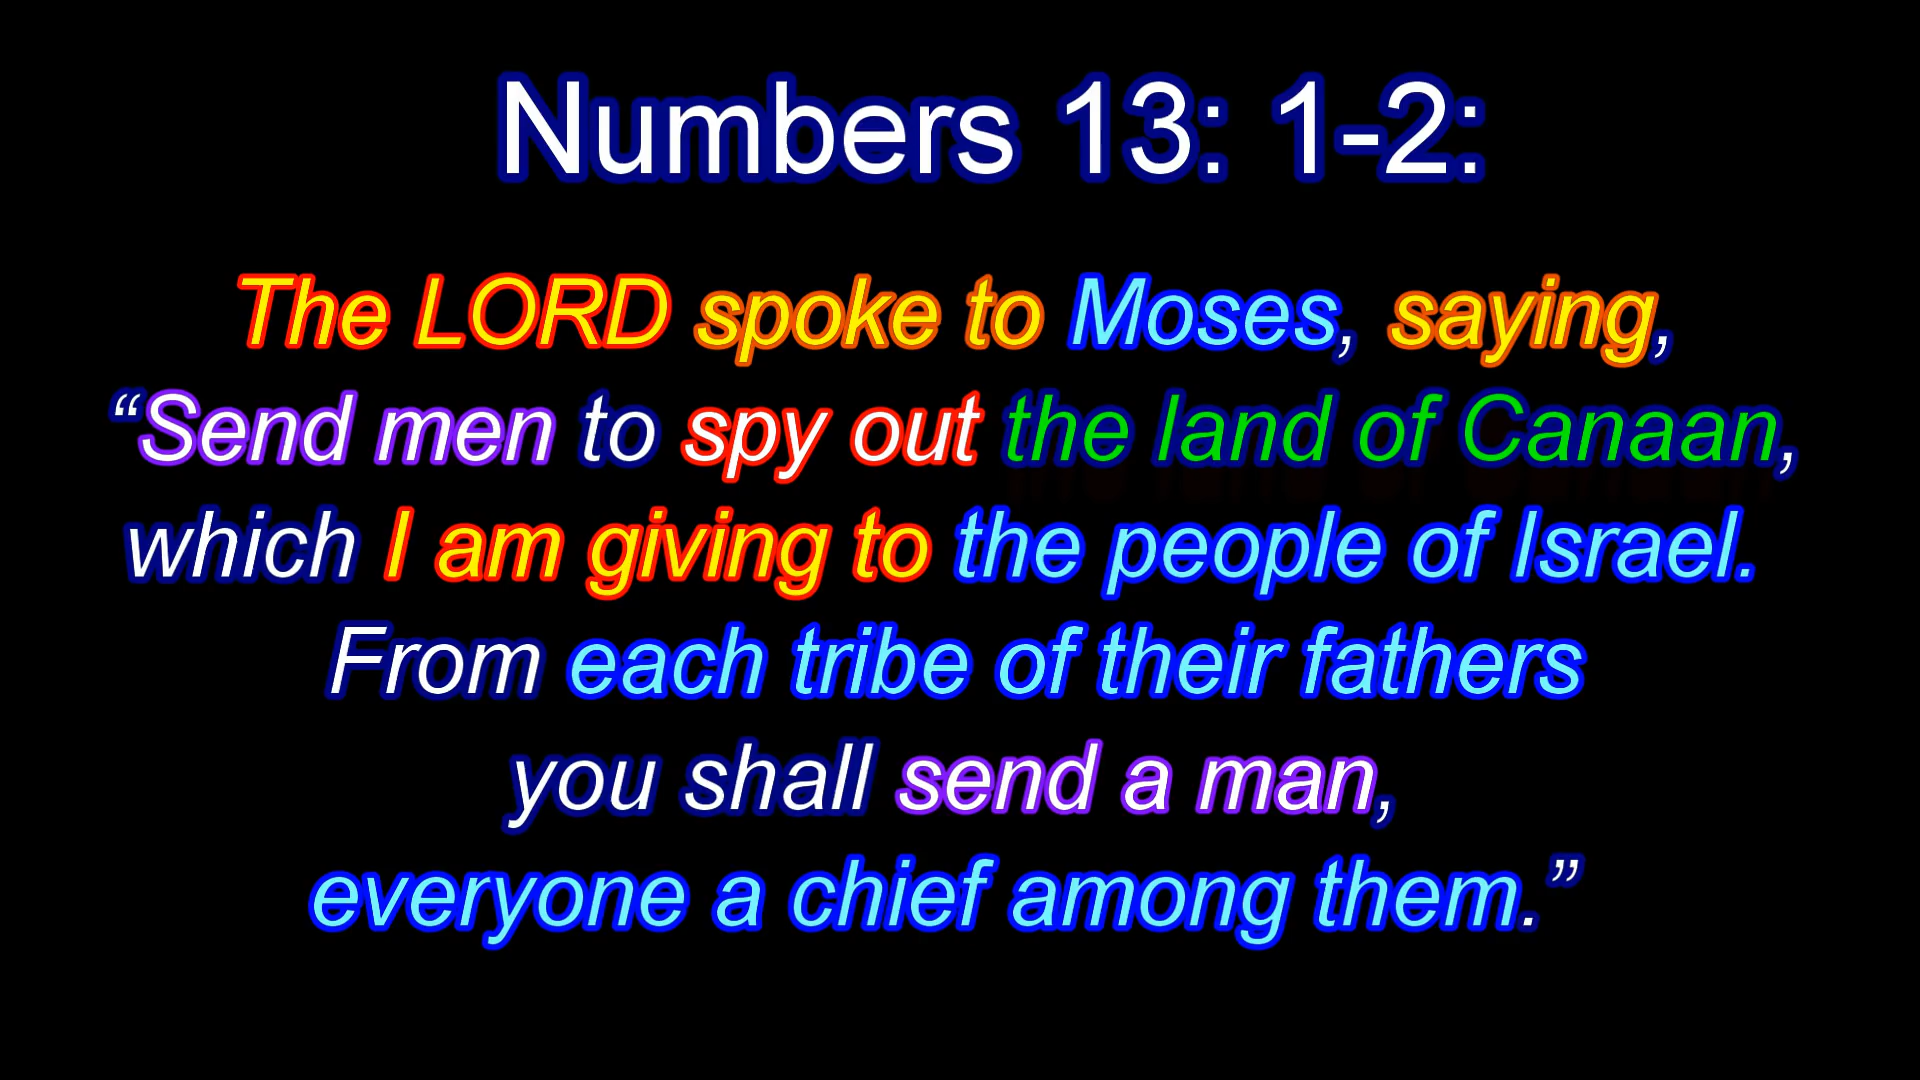 Numbers 13: 1-2:
The LORD spoke to Moses, saying,
“Send men to spy out the land of Canaan,
which I am giving to the people of Israel.
From each tribe of their fathers
you shall send a man,
everyone a chief among them.”